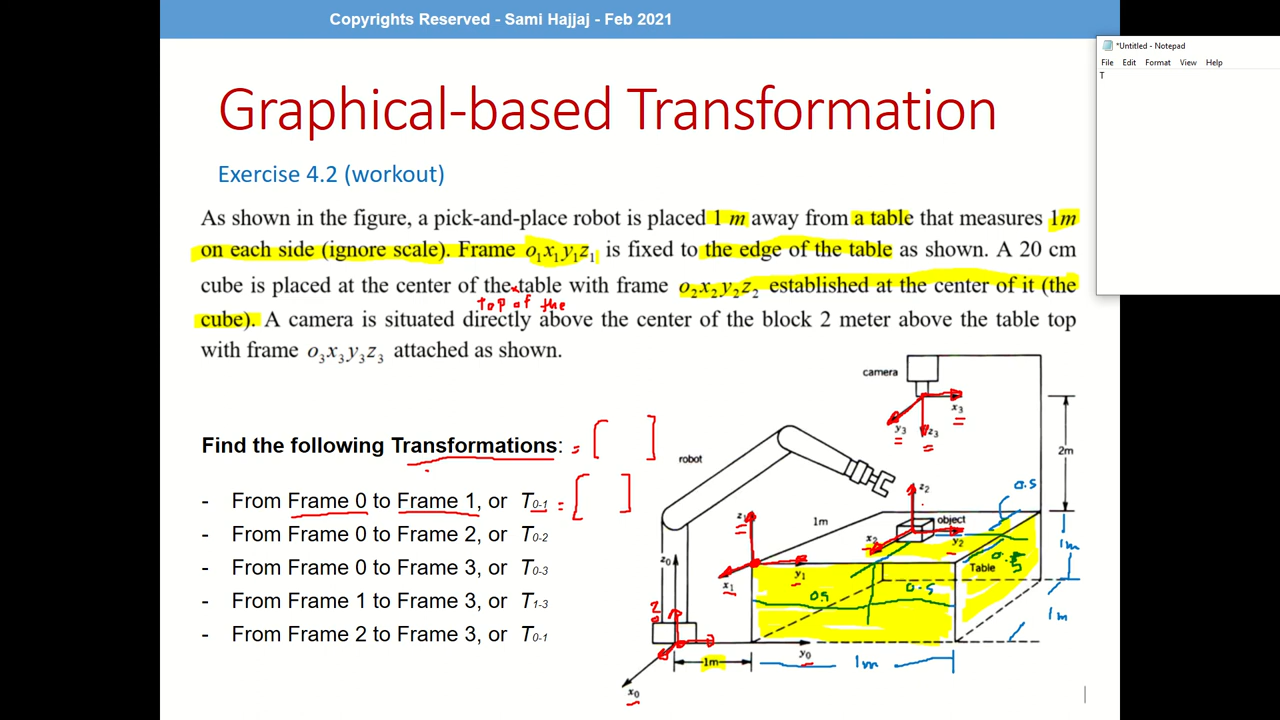 Copyrights Reserved - Sami Hajjaj - Feb 2021
*Untitled - Notepad
File Edit Format View Help
T
Graphical-based Transformation
Exercise 4.2 (workout)
As shown in the figure, a pick-and-place robot is placed 1 m away from a table that measures 1m
on each side (ignore scale). Frame o₁x₁y₁z₁ is fixed to the edge of the table as shown. A 20 cm
cube is placed at the center of the table with frame o₂x₂y₂z₂ established at the center of it (the
top of the
cube). A camera is situated directly above the center of the block 2 meter above the table top
with frame o₃x₃y₃z₃ attached as shown.
Find the following Transformations: = [ ]
- From Frame 0 to Frame 1, or T₀₋₁ = [ ]
- From Frame 0 to Frame 2, or T₀₋₂
- From Frame 0 to Frame 3, or T₀₋₃
- From Frame 1 to Frame 3, or T₁₋₃
- From Frame 2 to Frame 3, or T₀₋₁
camera
x₃
y₃
z₃
2m
robot
z₂
0.5
1m
object
x₂
y₂
1m
z₁
Table
0.5
x₁
y₁
z₀
0.5
0.5
1m
z₀
1m
y₀
1m
x₀